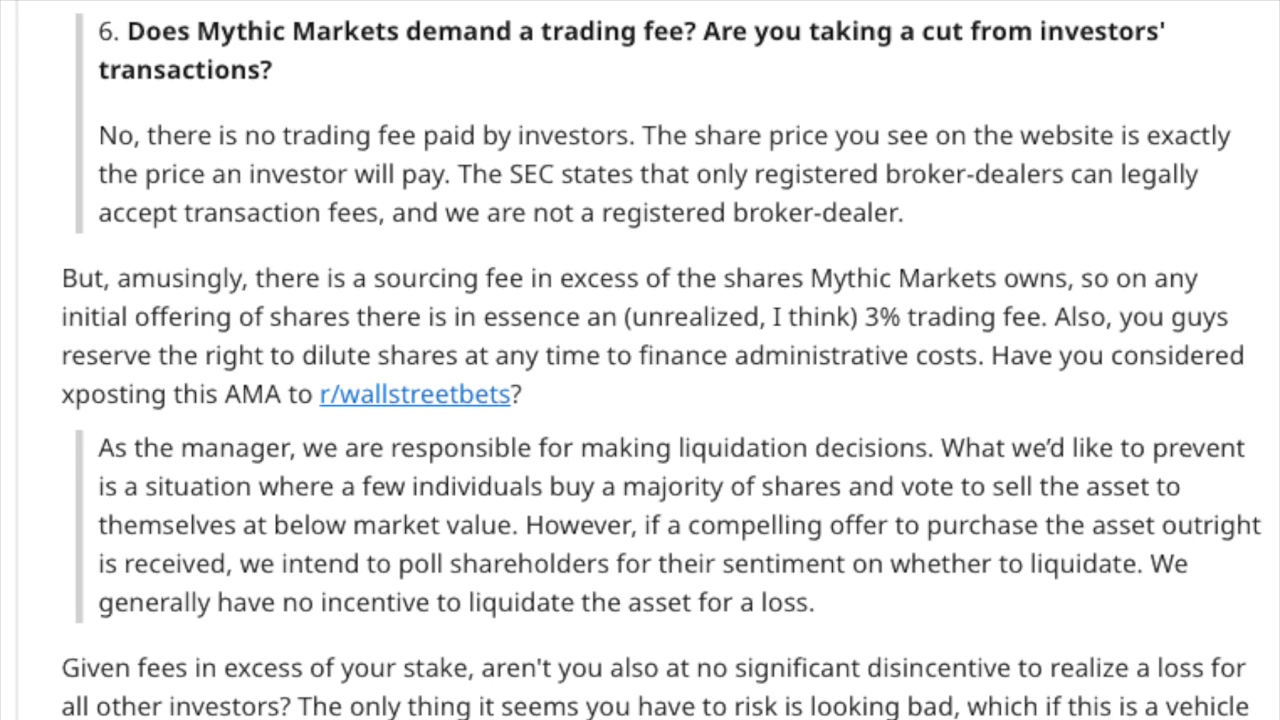 6. Does Mythic Markets demand a trading fee? Are you taking a cut from investors'
transactions?
No, there is no trading fee paid by investors. The share price you see on the website is exactly
the price an investor will pay. The SEC states that only registered broker-dealers can legally
accept transaction fees, and we are not a registered broker-dealer.
But, amusingly, there is a sourcing fee in excess of the shares Mythic Markets owns, so on any
initial offering of shares there is in essence an (unrealized, I think) 3% trading fee. Also, you guys
reserve the right to dilute shares at any time to finance administrative costs. Have you considered
xposting this AMA to r/wallstreetbets?
As the manager, we are responsible for making liquidation decisions. What we’d like to prevent
is a situation where a few individuals buy a majority of shares and vote to sell the asset to
themselves at below market value. However, if a compelling offer to purchase the asset outright
is received, we intend to poll shareholders for their sentiment on whether to liquidate. We
generally have no incentive to liquidate the asset for a loss.
Given fees in excess of your stake, aren't you also at no significant disincentive to realize a loss for
all other investors? The only thing it seems you have to risk is looking bad, which if this is a vehicle